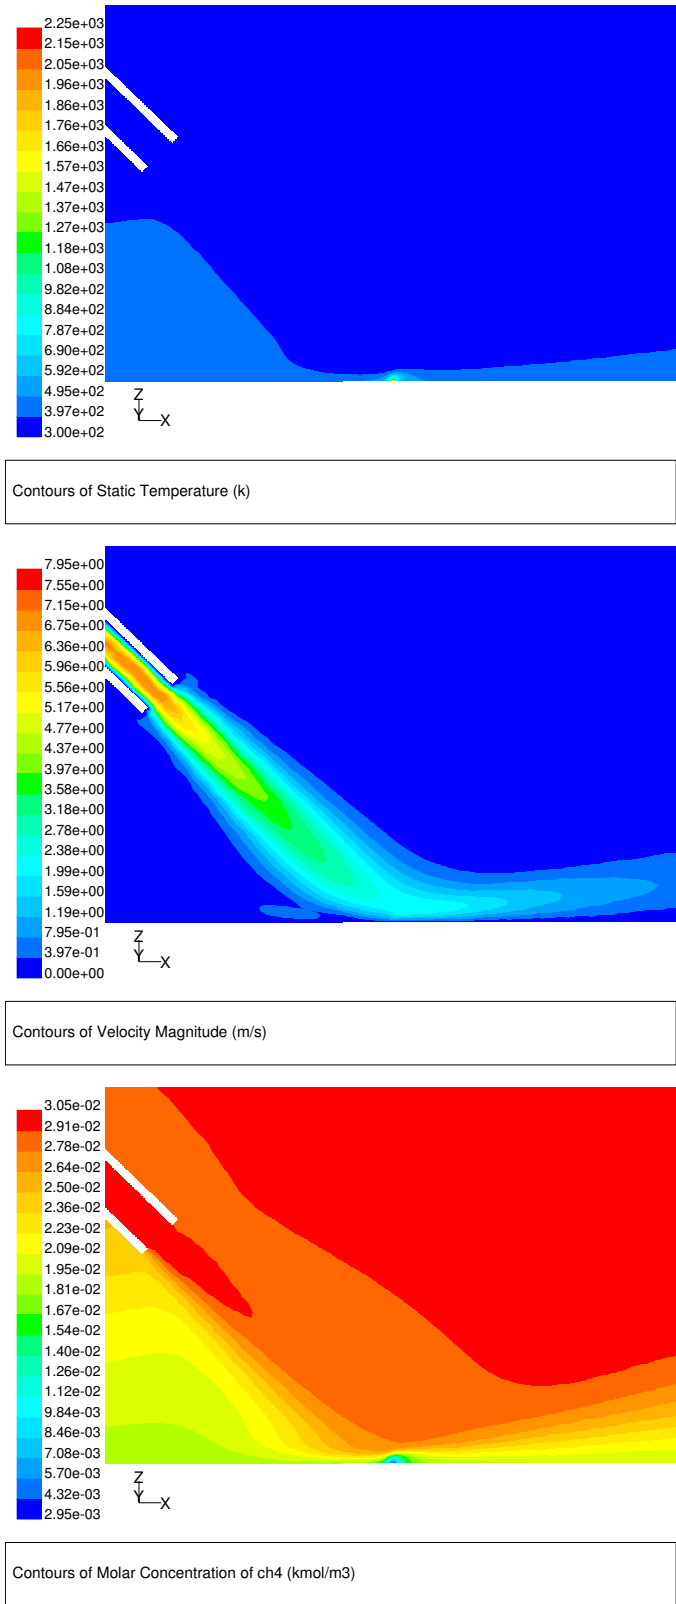 2.25e+03
2.15e+03
2.05e+03
1.96e+03
1.86e+03
1.76e+03
1.66e+03
1.57e+03
1.47e+03
1.37e+03
1.27e+03
1.18e+03
1.08e+03
9.82e+02
8.84e+02
7.87e+02
6.90e+02
5.92e+02
4.95e+02
3.97e+02
3.00e+02
Z
Y
X
Contours of Static Temperature (k)
7.95e+00
7.55e+00
7.15e+00
6.75e+00
6.36e+00
5.96e+00
5.56e+00
5.17e+00
4.77e+00
4.37e+00
3.97e+00
3.58e+00
3.18e+00
2.78e+00
2.38e+00
1.99e+00
1.59e+00
1.19e+00
7.95e-01
3.97e-01
0.00e+00
Z
Y
X
Contours of Velocity Magnitude (m/s)
3.05e-02
2.91e-02
2.78e-02
2.64e-02
2.50e-02
2.36e-02
2.23e-02
2.09e-02
1.95e-02
1.81e-02
1.67e-02
1.54e-02
1.40e-02
1.26e-02
1.12e-02
9.84e-03
8.46e-03
7.08e-03
5.70e-03
4.32e-03
2.95e-03
Z
Y
X
Contours of Molar Concentration of ch4 (kmol/m3)